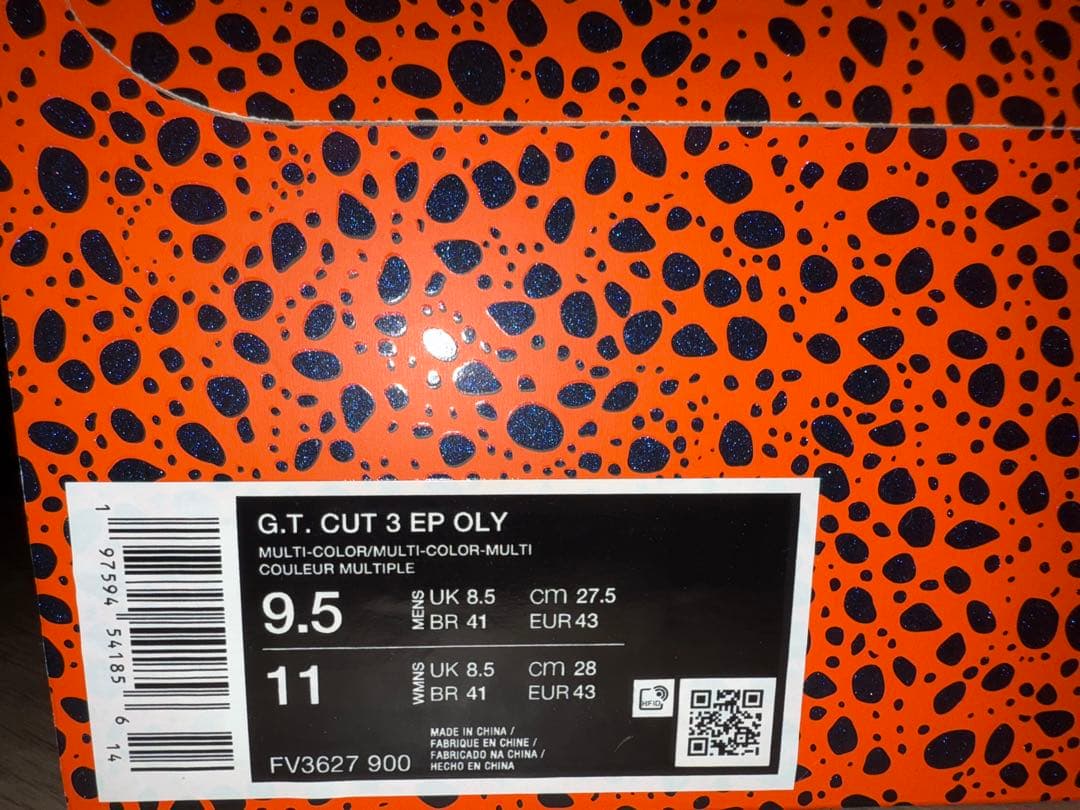 G.T. CUT 3 EP OLY
MULTI-COLOR/MULTI-COLOR-MULTI
COULEUR MULTIPLE
9.5 MENS UK 8.5 cm 27.5
BR 41 EUR 43
11 WMNS UK 8.5 cm 28
BR 41 EUR 43
HFID
MADE IN CHINA /
FABRIQUE EN CHINE /
FABRICADO NA CHINA /
HECHO EN CHINA
FV3627 900
1 97594 54185 6 14